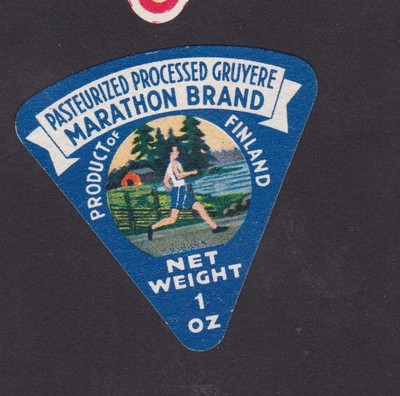 PASTEURIZED PROCESSED GRUYERE
MARATHON BRAND
PRODUCT OF FINLAND
NET
WEIGHT
1
OZ